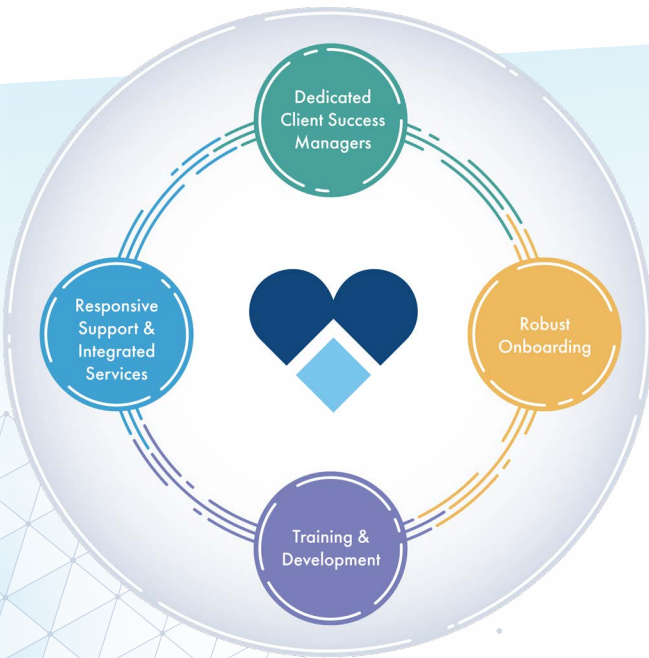 Dedicated
Client Success
Managers
Responsive
Support &
Integrated
Services
Robust
Onboarding
Training &
Development